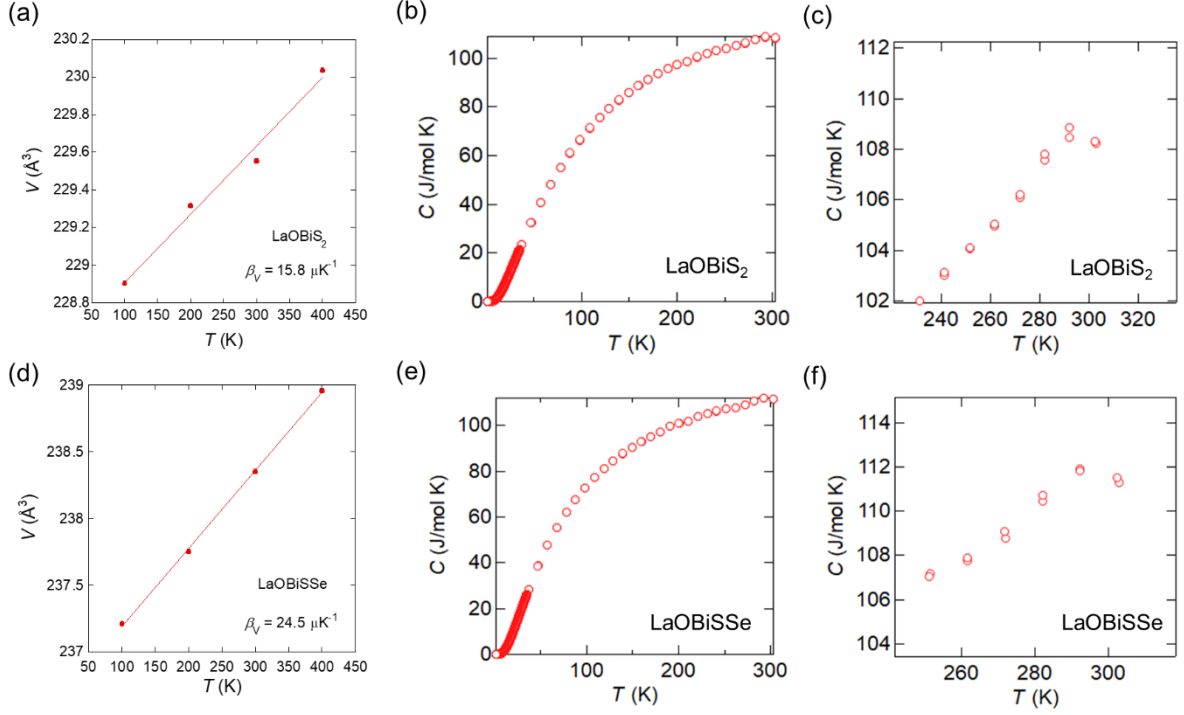 (a)
230.2
230
229.8
229.6
229.4
229.2
229
228.8
V (Å³)
LaOBiS₂
βV = 15.8 μK⁻¹
50 100 150 200 250 300 350 400 450
T (K)
(b)
100
80
60
40
20
0
C (J/mol K)
LaOBiS₂
100 200 300
T (K)
(c)
112
110
108
106
104
102
C (J/mol K)
LaOBiS₂
240 260 280 300 320
T (K)
(d)
239
238.5
238
237.5
237
V (Å³)
LaOBiSSe
βV = 24.5 μK⁻¹
50 100 150 200 250 300 350 400 450
T (K)
(e)
100
80
60
40
20
0
C (J/mol K)
LaOBiSSe
100 200 300
T (K)
(f)
114
112
110
108
106
104
C (J/mol K)
LaOBiSSe
260 280 300
T (K)